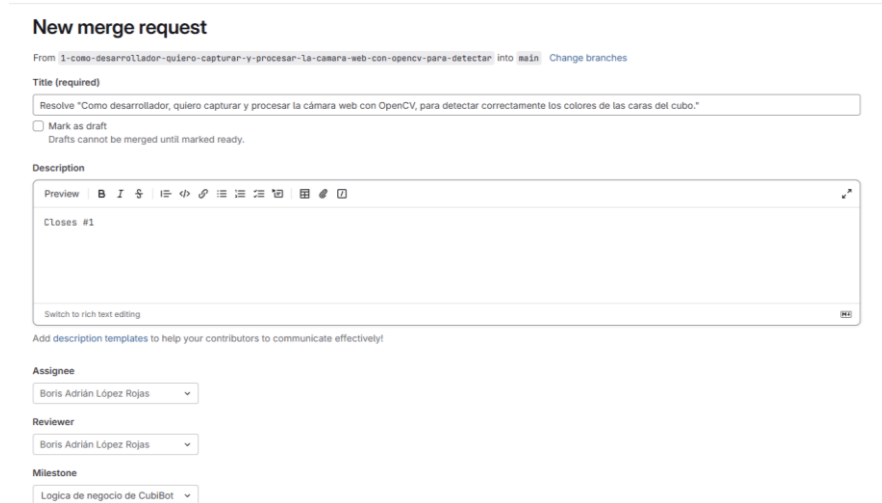 New merge request
From 1-como-desarrollador-quiero-capturar-y-procesar-la-camara-web-con-opencv-para-detectar into main Change branches
Title (required)
Resolve "Como desarrollador, quiero capturar y procesar la cámara web con OpenCV, para detectar correctamente los colores de las caras del cubo."
Mark as draft
Drafts cannot be merged until marked ready.
Description
Preview B I S
Closes #1
Switch to rich text editing
Add description templates to help your contributors to communicate effectively!
Assignee
Boris Adrián López Rojas
Reviewer
Boris Adrián López Rojas
Milestone
Logica de negocio de CubiBot